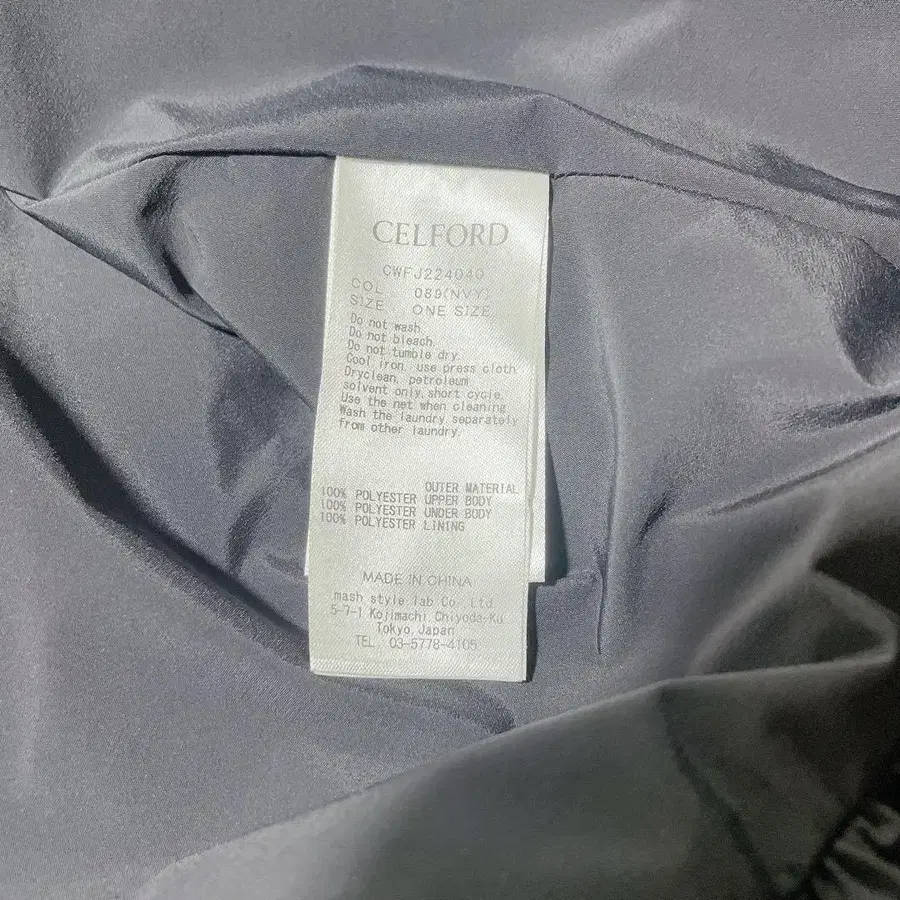 CELFORD
CWFJ224040
COL. 089(NVY)
SIZE. ONE SIZE
Do not wash.
Do not bleach.
Do not tumble dry.
Cool iron, use press cloth.
Dryclean, petroleum
solvent only,short cycle.
Use the net when cleaning.
Wash the laundry separately
from other laundry.
OUTER MATERIAL
100% POLYESTER UPPER BODY
100% POLYESTER UNDER BODY
100% POLYESTER LINING
MADE IN CHINA
mash style lab Co.,Ltd.
5-7-1 Kojimachi,Chiyoda-Ku
Tokyo,Japan
TEL. 03-5778-4105